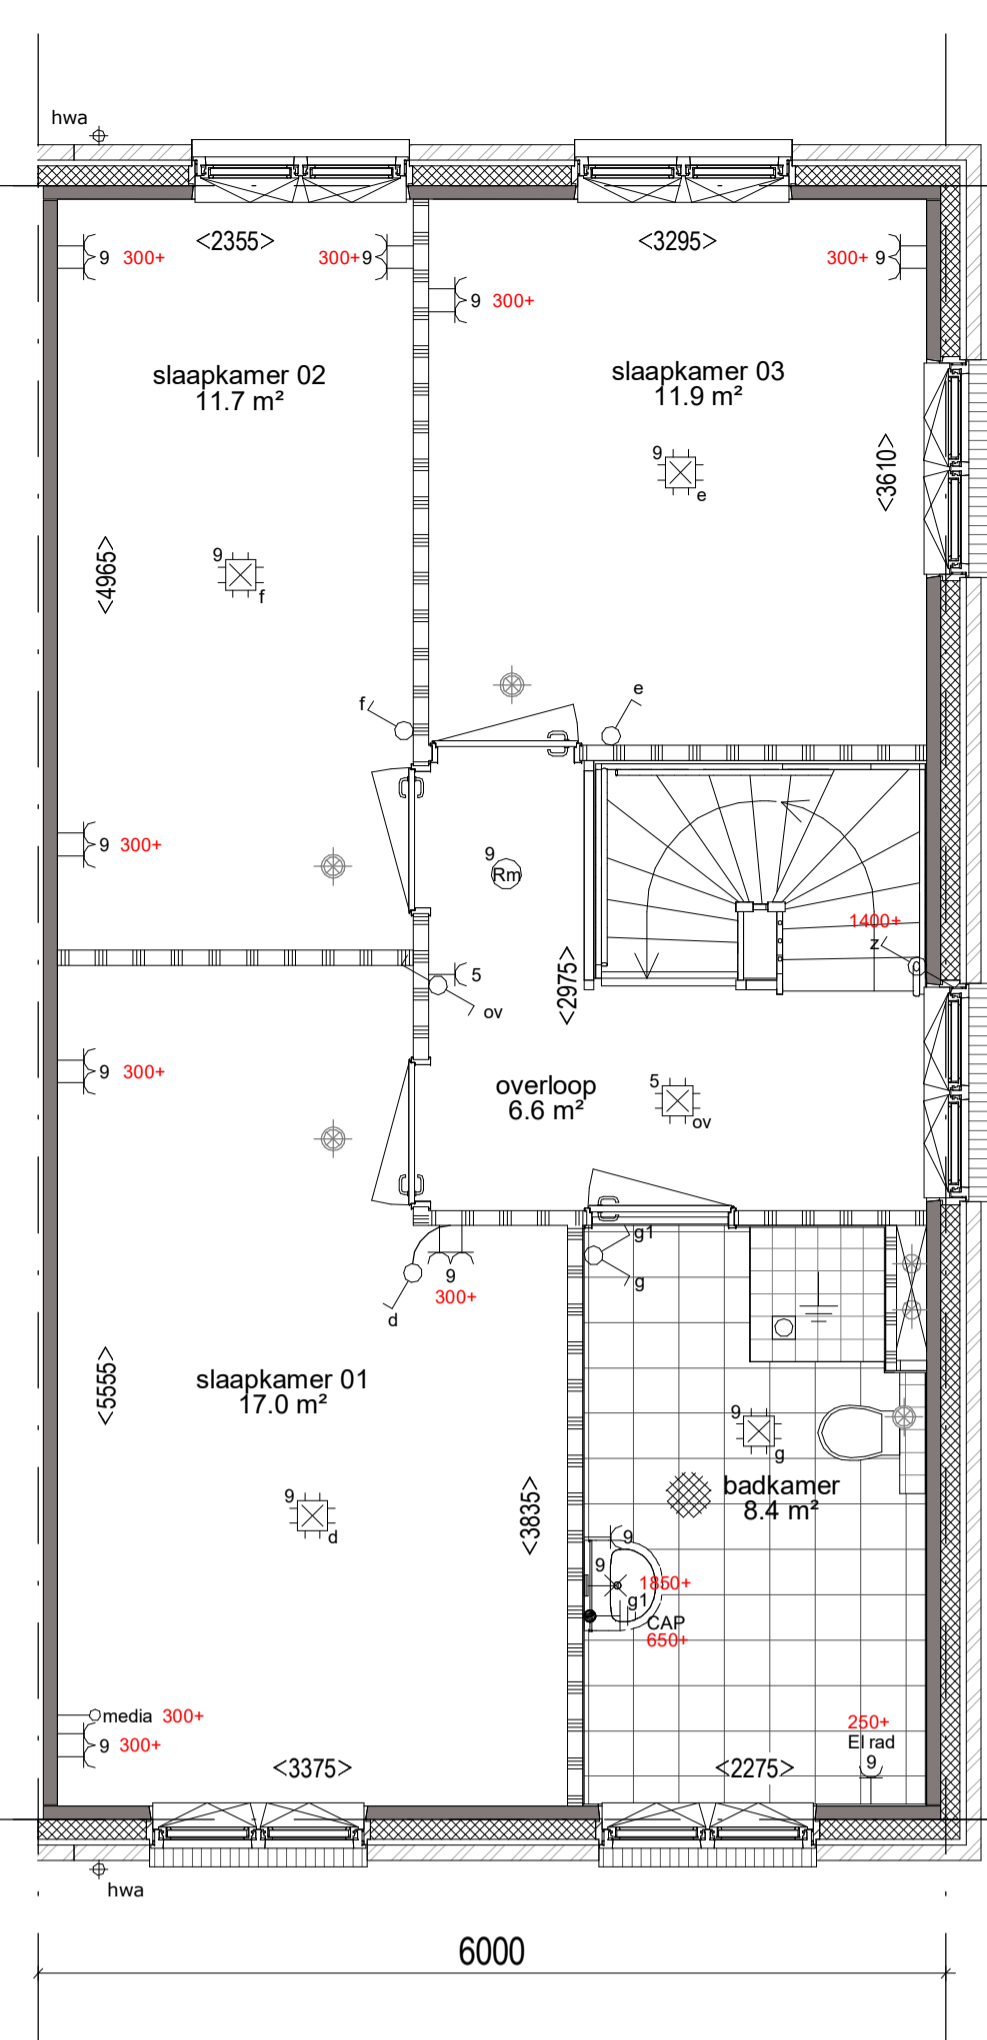 hwa
<2355>
<3295>
9 300+
300+ 9
300+ 9
9 300+
slaapkamer 02
11.7 m²
slaapkamer 03
11.9 m²
<3610>
9
e
<4965>
9
f
f
e
9 300+
9
Rm
1400+
z
<2975>
5
ov
9 300+
overloop
6.6 m²
5
ov
g1
g
9
300+
d
<5555>
slaapkamer 01
17.0 m²
9
g
badkamer
8.4 m²
<3835>
9
d
9
9
1850+
g1
CAP
650+
media 300+
9 300+
250+
El rad
9
<3375>
<2275>
hwa
6000